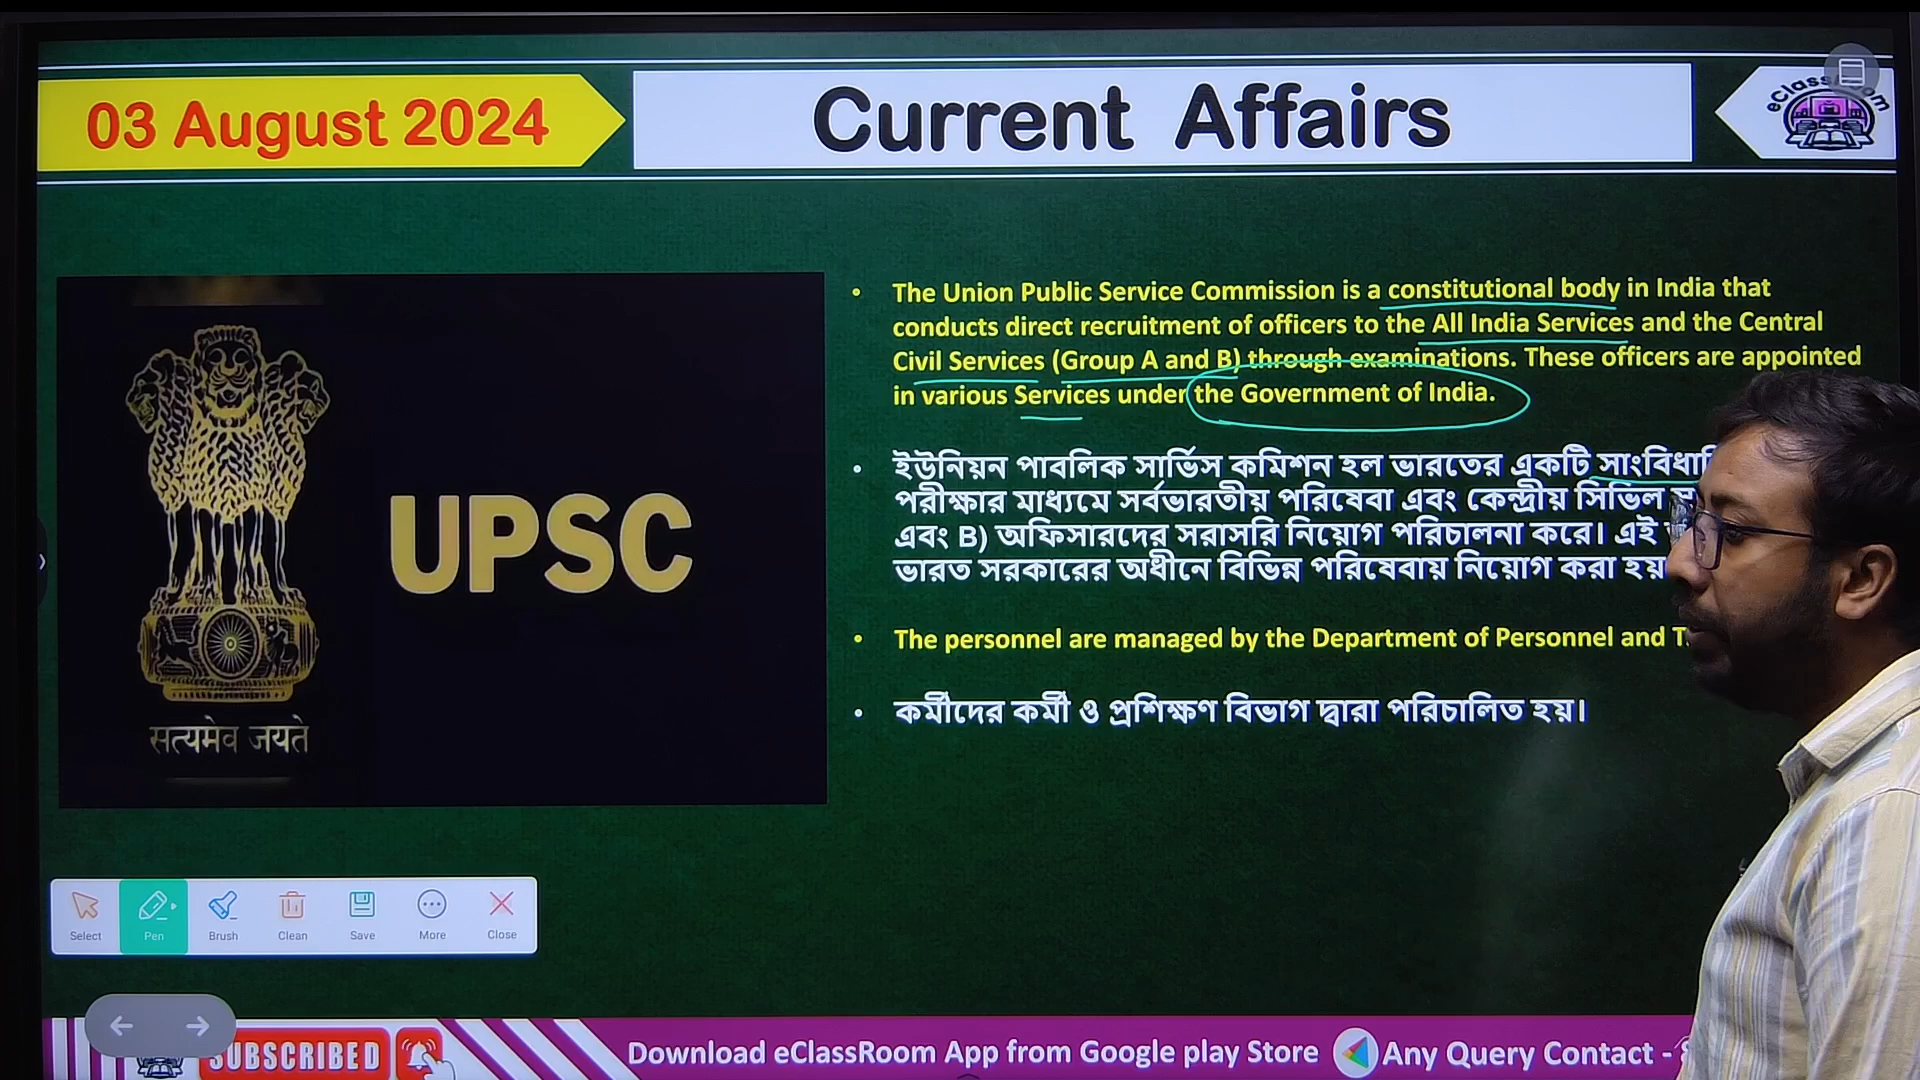 03 August 2024
Current Affairs
eClassRoom
• The Union Public Service Commission is a constitutional body in India that
conducts direct recruitment of officers to the All India Services and the Central
Civil Services (Group A and B) through examinations. These officers are appointed
in various Services under the Government of India.
• ইউনিয়ন পাবলিক সার্ভিস কমিশন হল ভারতের একটি
পরীক্ষার মাধ্যমে সর্বভারতীয় পরিষেবা এবং কেন্দ্রীয় সিভিল
এবং B) অফিসারদের সরাসরি নিয়োগ পরিচালনা করে। এই
ভারত সরকারের অধীনে বিভিন্ন পরিষেবায় নিয়োগ করা হয়
• The personnel are managed by the Department of Personnel and
• কর্মীদের কর্মী ও প্রশিক্ষণ বিভাগ দ্বারা পরিচালিত হয়।
UPSC
सत्यमेव जयते
Select Pen Brush Clean Save More Close
SUBSCRIBED
Download eClassRoom App from Google play Store Any Query Contact -